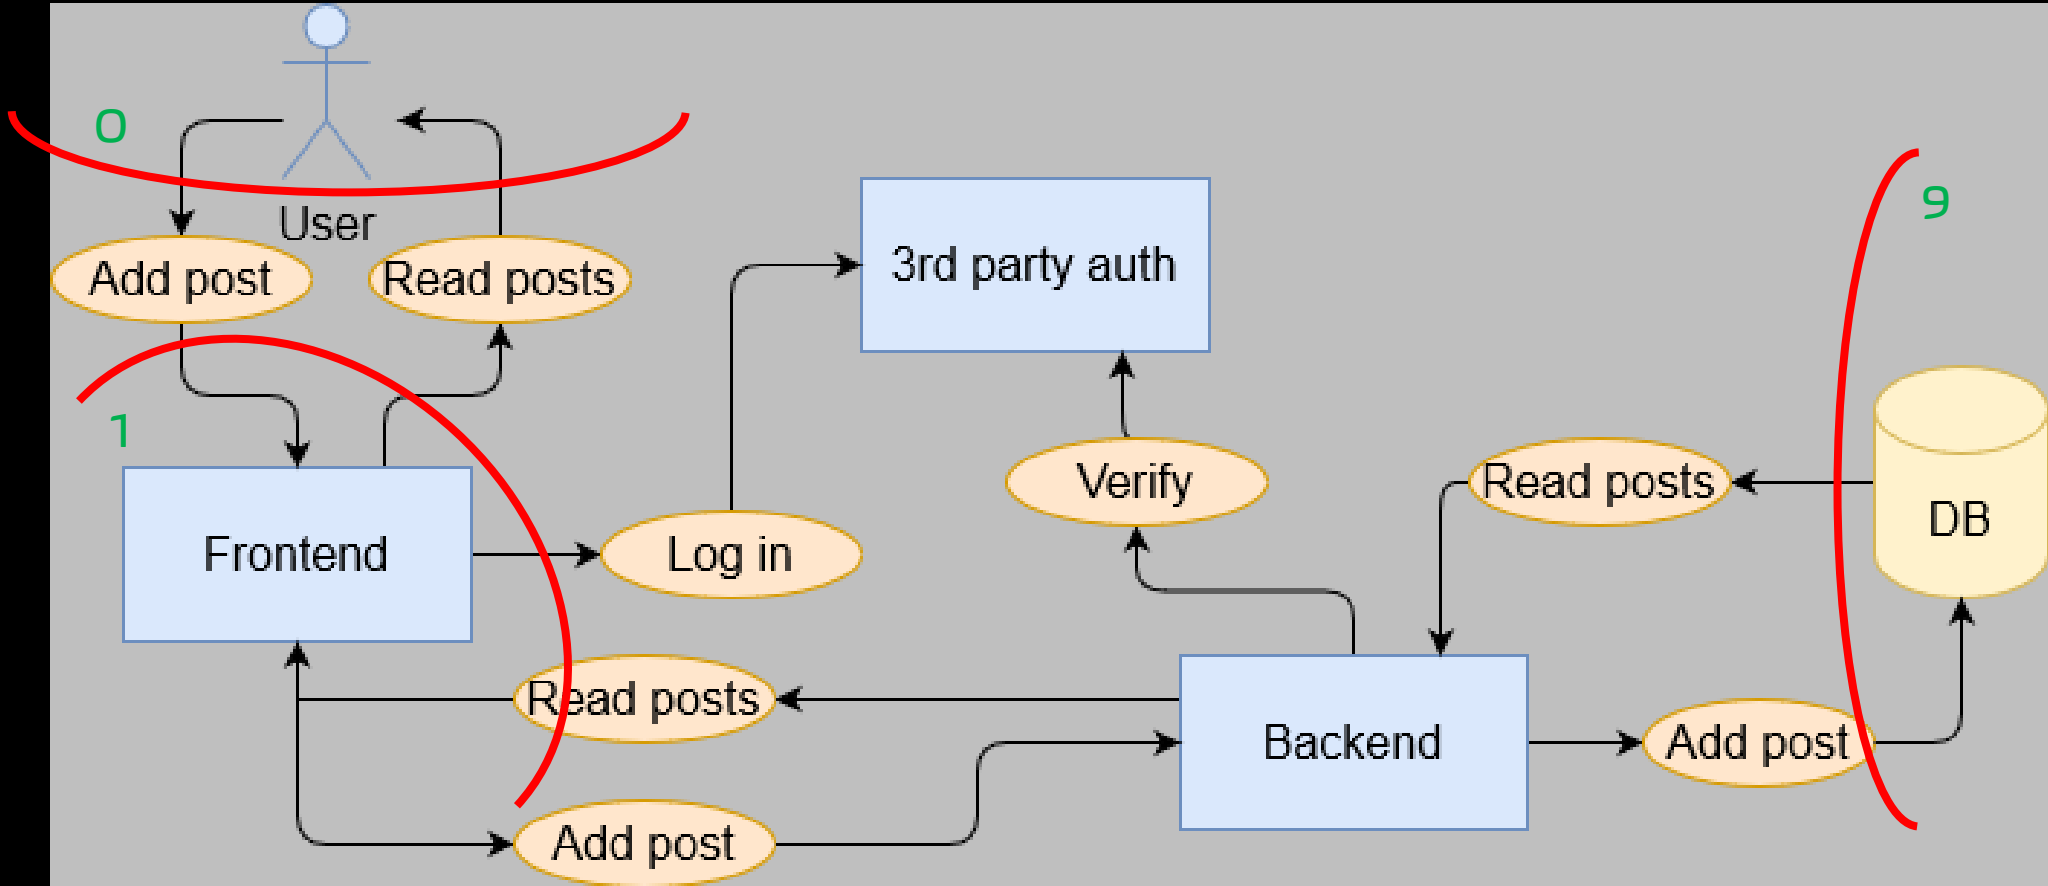 0
User
9
Add post
Read posts
3rd party auth
1
Verify
Read posts
DB
Frontend
Log in
Read posts
Backend
Add post
Add post